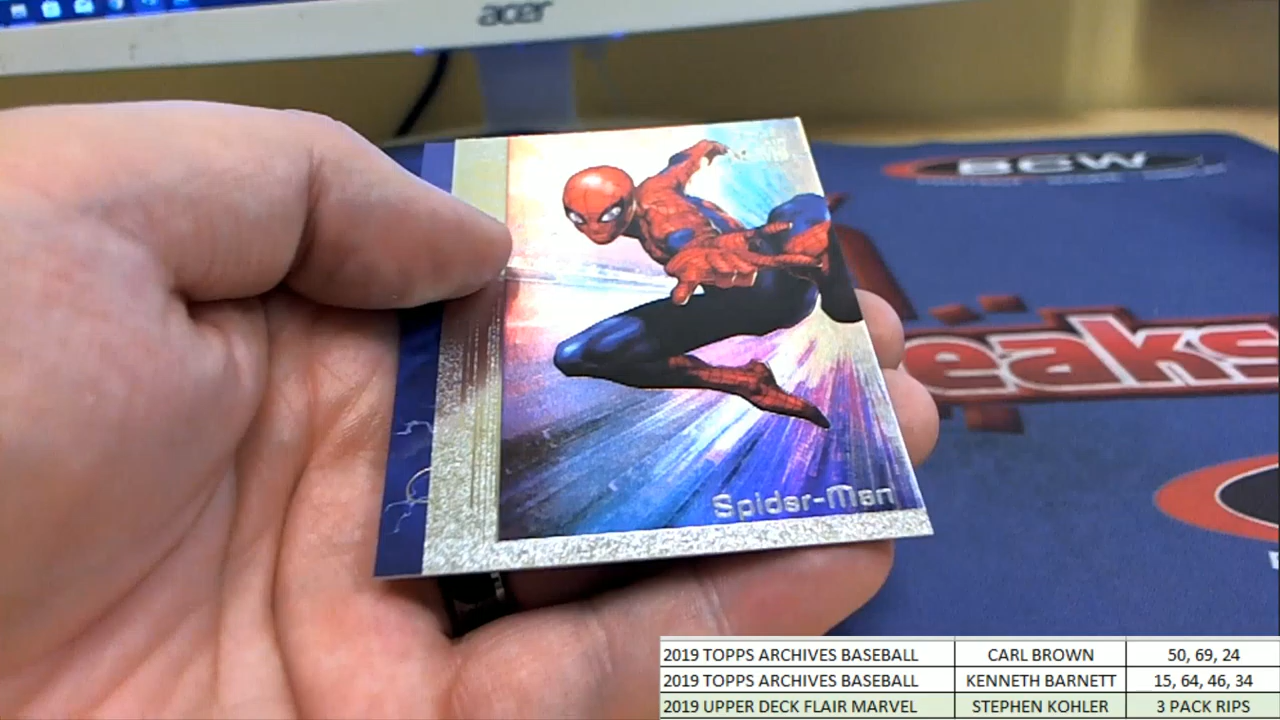 acer
BCW
eaks
Spider-Man
2019 TOPPS ARCHIVES BASEBALL CARL BROWN 50, 69, 24
2019 TOPPS ARCHIVES BASEBALL KENNETH BARNETT 15, 64, 46, 34
2019 UPPER DECK FLAIR MARVEL STEPHEN KOHLER 3 PACK RIPS